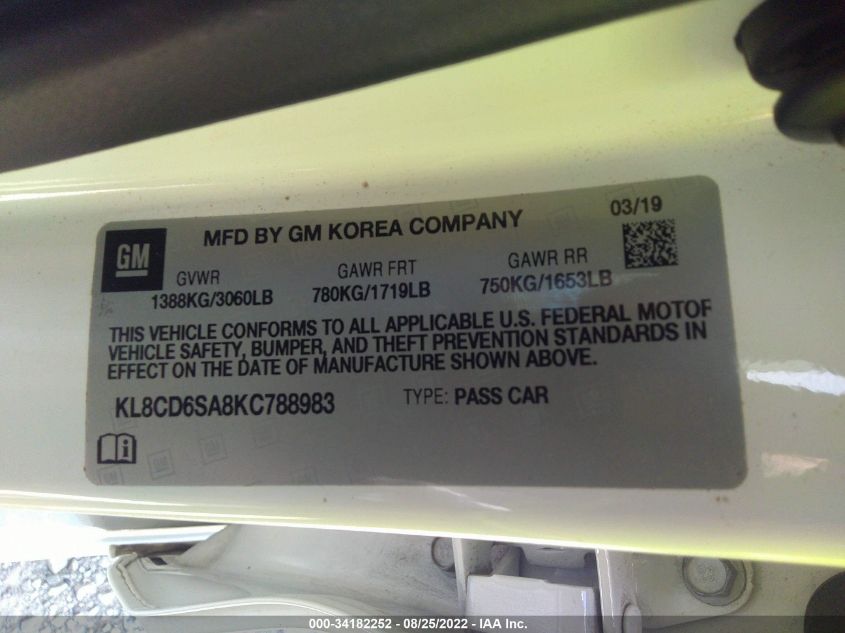 GM
MFD BY GM KOREA COMPANY
03/19
GVWR
GAWR FRT
GAWR RR
1388KG/3060LB
780KG/1719LB
750KG/1653LB
THIS VEHICLE CONFORMS TO ALL APPLICABLE U.S. FEDERAL MOTOR
VEHICLE SAFETY, BUMPER, AND THEFT PREVENTION STANDARDS IN
EFFECT ON THE DATE OF MANUFACTURE SHOWN ABOVE.
KL8CD6SA8KC788983
TYPE: PASS CAR
000-34182252 - 08/25/2022 - IAA Inc.